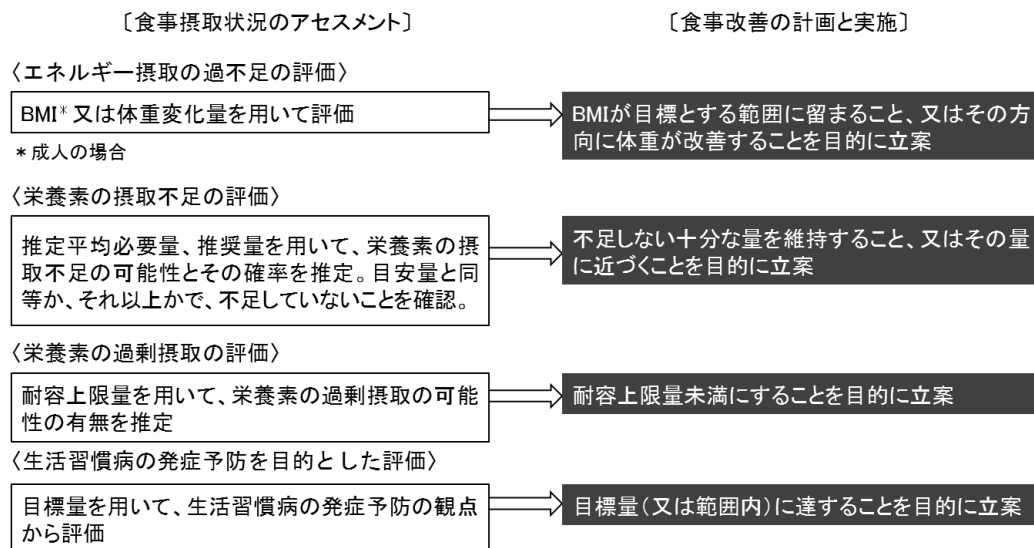 〔食事摂取状況のアセスメント〕
〔食事改善の計画と実施〕
〈エネルギー摂取の過不足の評価〉
BMI*又は体重変化量を用いて評価
BMIが目標とする範囲に留まること、又はその方
向に体重が改善することを目的に立案
*成人の場合
〈栄養素の摂取不足の評価〉
推定平均必要量、推奨量を用いて、栄養素の摂
取不足の可能性とその確率を推定。目安量と同
等か、それ以上かで、不足していないことを確認。
不足しない十分な量を維持すること、又はその量
に近づくことを目的に立案
〈栄養素の過剰摂取の評価〉
耐容上限量を用いて、栄養素の過剰摂取の可能
性の有無を推定
耐容上限量未満にすることを目的に立案
〈生活習慣病の発症予防を目的とした評価〉
目標量を用いて、生活習慣病の発症予防の観点
から評価
目標量(又は範囲内)に達することを目的に立案